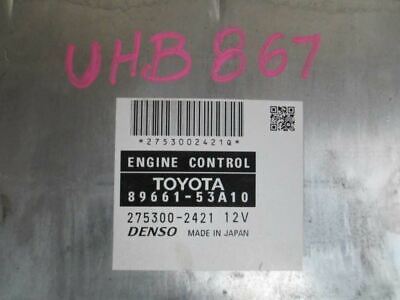 UHB 867
*2753002421Q*
ENGINE CONTROL
TOYOTA
89661-53A10
275300-2421 12V
DENSO MADE IN JAPAN